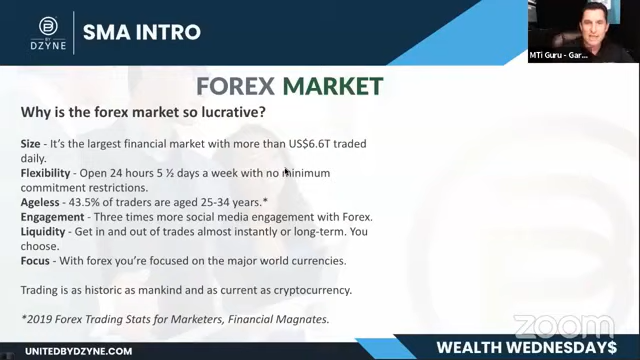 B
BY
DZYNE
SMA INTRO
MTi Guru - Gar...
FOREX MARKET
Why is the forex market so lucrative?
Size - It's the largest financial market with more than US$6.6T traded
daily.
Flexibility - Open 24 hours 5 ½ days a week with no minimum
commitment restrictions.
Ageless - 43.5% of traders are aged 25-34 years.*
Engagement - Three times more social media engagement with Forex.
Liquidity - Get in and out of trades almost instantly or long-term. You
choose.
Focus - With forex you're focused on the major world currencies.
Trading is as historic as mankind and as current as cryptocurrency.
*2019 Forex Trading Stats for Marketers, Financial Magnates.
zoom
UNITEDBYDZYNE.COM
WEALTH WEDNESDAY$